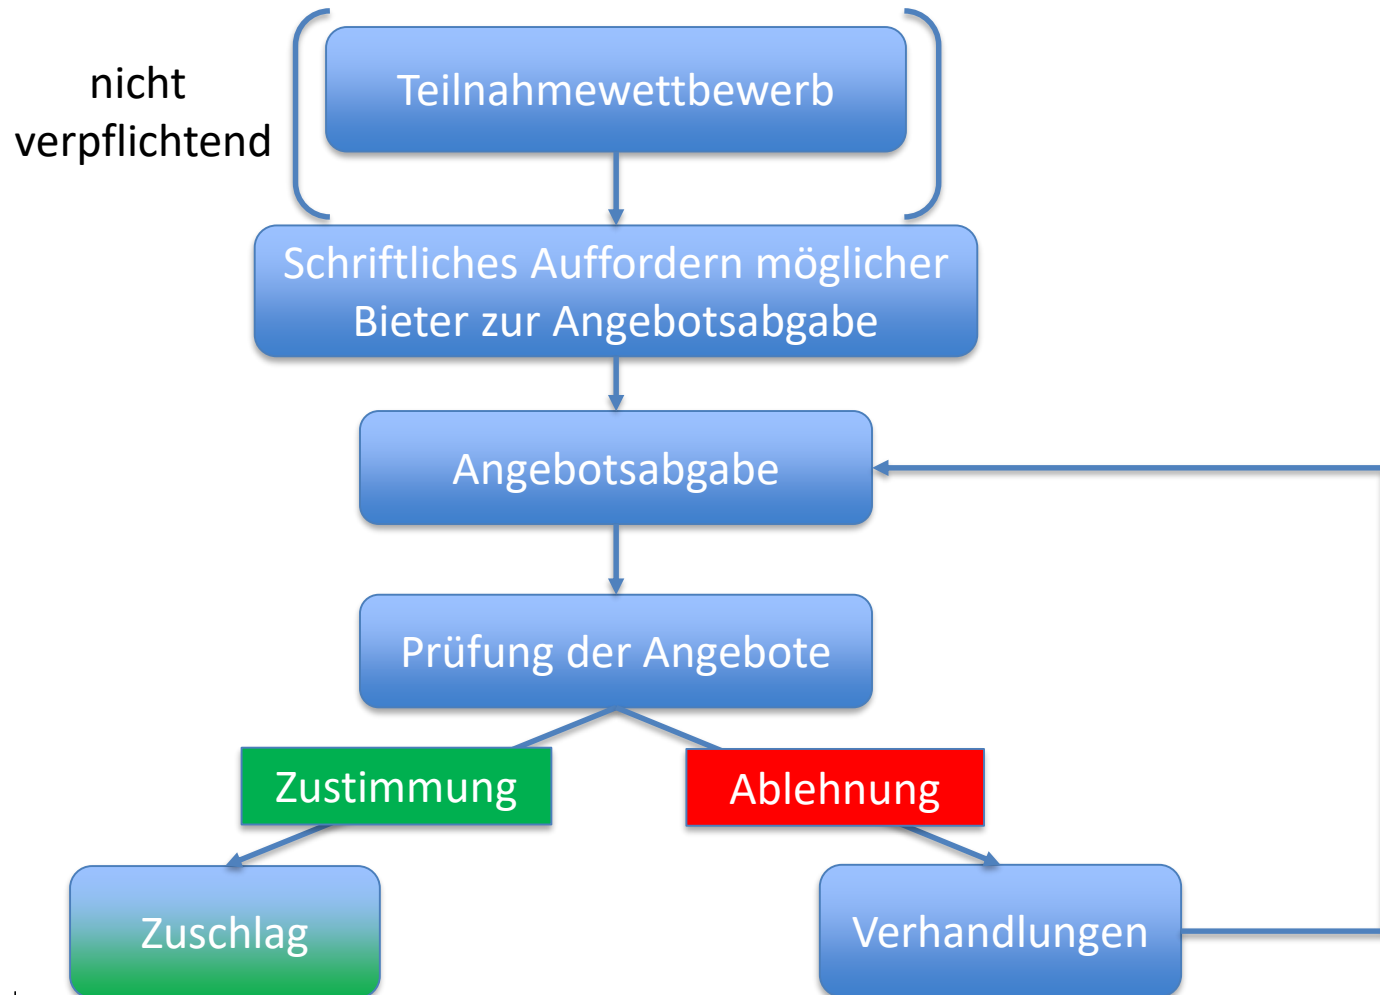 nicht
verpflichtend
Teilnahmewettbewerb
Schriftliches Auffordern möglicher
Bieter zur Angebotsabgabe
Angebotsabgabe
Prüfung der Angebote
Zustimmung
Ablehnung
Zuschlag
Verhandlungen